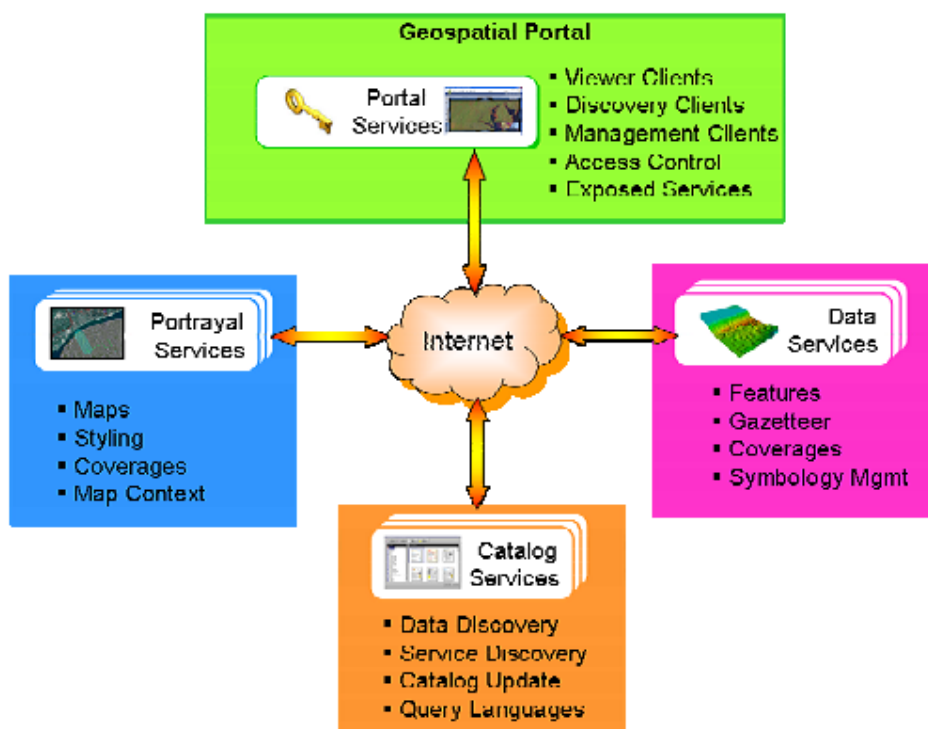 Geospatial Portal
Portal
Services
▪ Viewer Clients
▪ Discovery Clients
▪ Management Clients
▪ Access Control
▪ Exposed Services
Portrayal
Services
▪ Maps
▪ Styling
▪ Coverages
▪ Map Context
Internet
Data
Services
▪ Features
▪ Gazetteer
▪ Coverages
▪ Symbology Mgmt
Catalog
Services
▪ Data Discovery
▪ Service Discovery
▪ Catalog Update
▪ Query Languages